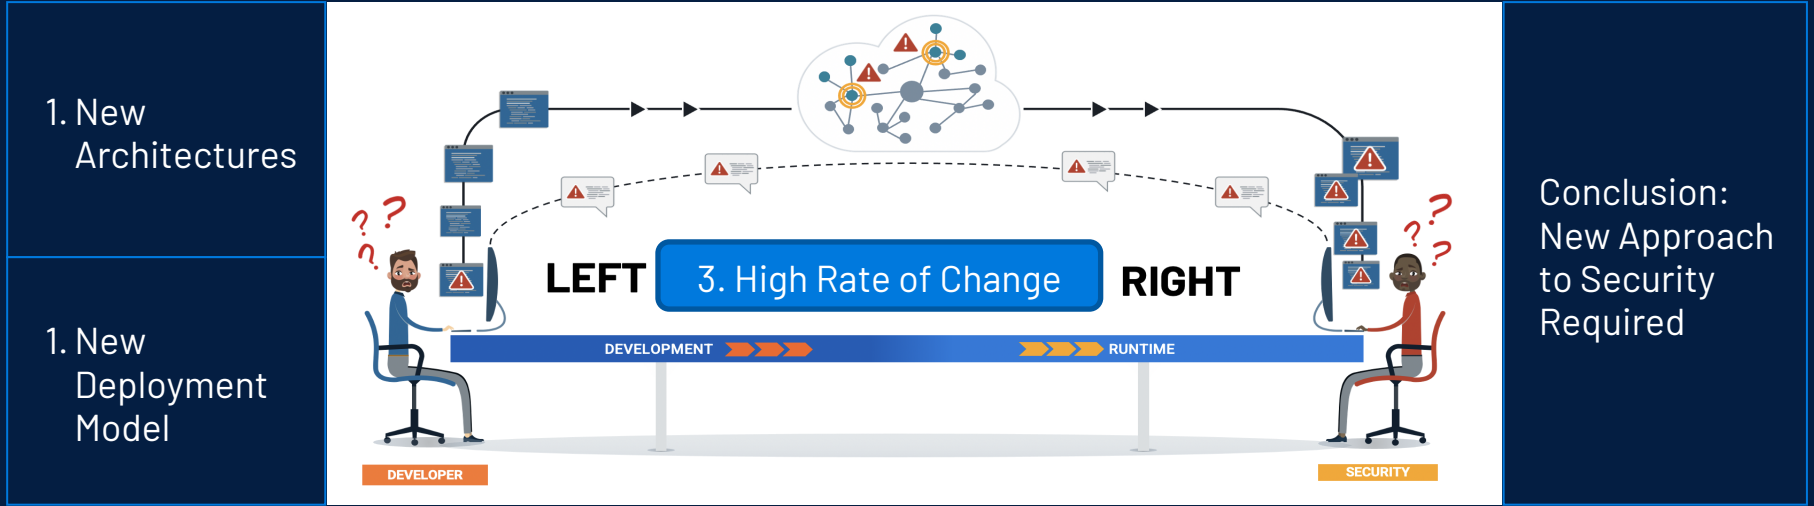 1. New
Architectures
1. New
Deployment
Model
LEFT
3. High Rate of Change
RIGHT
DEVELOPMENT
RUNTIME
DEVELOPER
SECURITY
Conclusion:
New Approach
to Security
Required